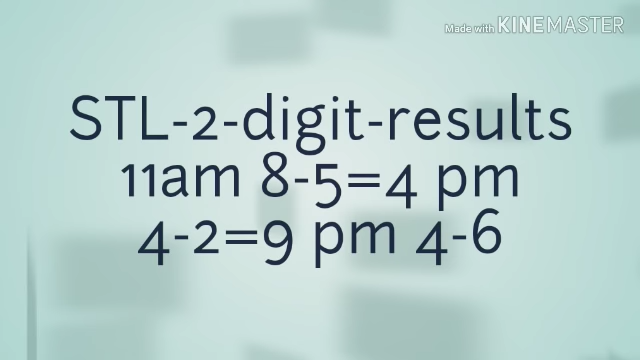 Made with KINEMASTER
STL-2-digit-results
11am 8-5=4 pm
4-2=9 pm 4-6